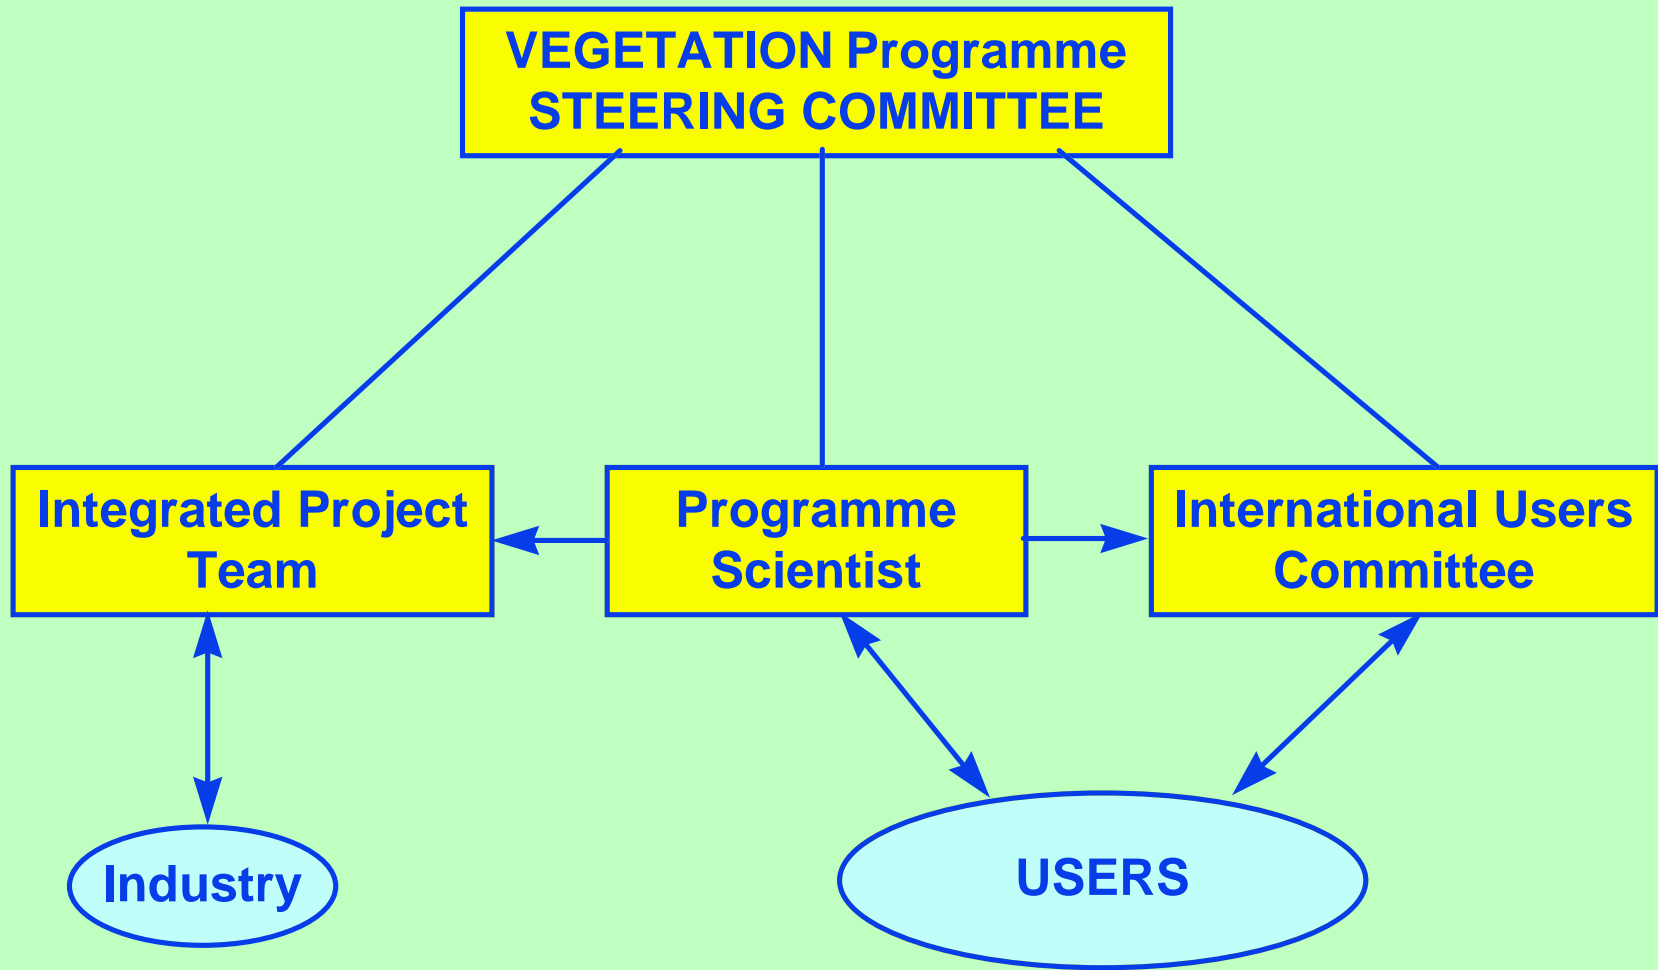 VEGETATION Programme
STEERING COMMITTEE
Integrated Project
Team
Programme
Scientist
International Users
Committee
Industry
USERS